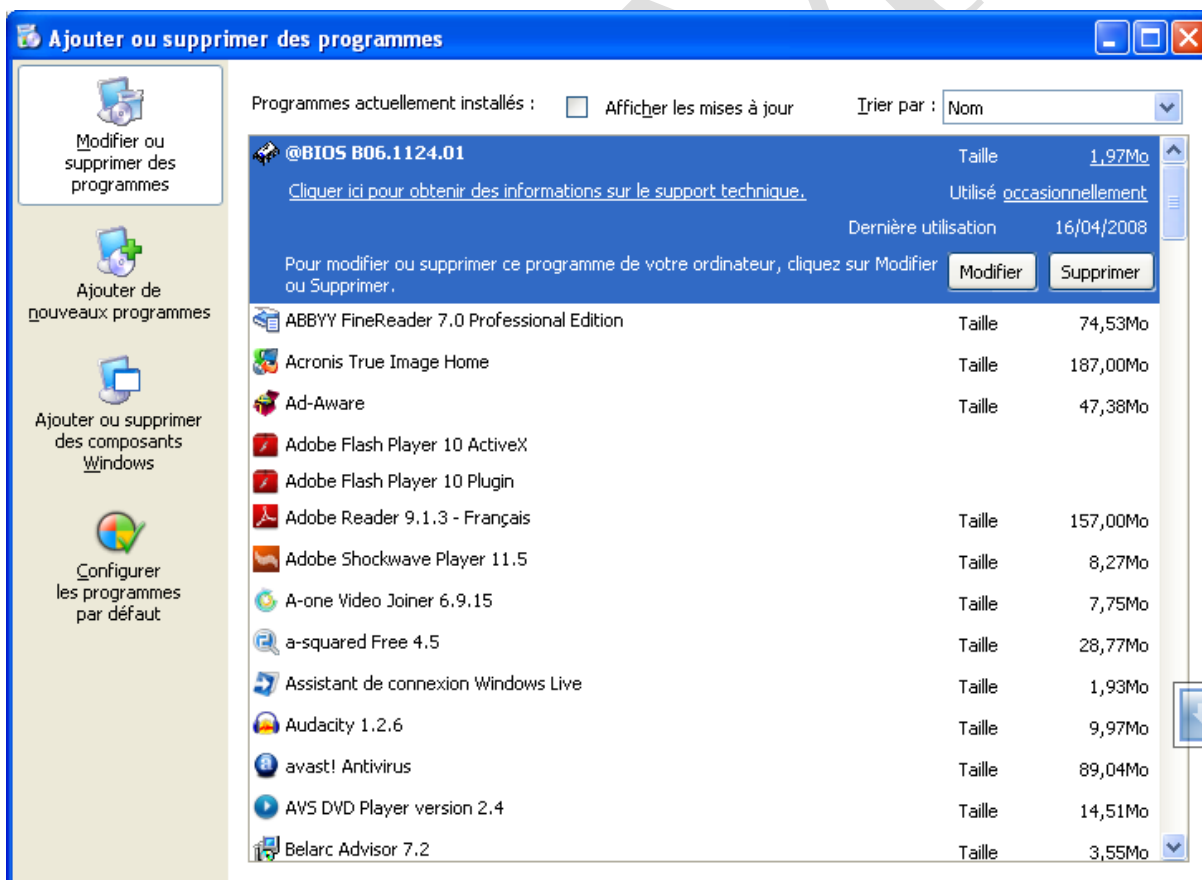 Ajouter ou supprimer des programmes
Modifier ou
supprimer des
programmes
Ajouter de
nouveaux programmes
Ajouter ou supprimer
des composants
Windows
Configurer
les programmes
par défaut
Programmes actuellement installés : Afficher les mises à jour Trier par : Nom
@BIOS B06.1124.01 Taille 1,97Mo
Cliquer ici pour obtenir des informations sur le support technique. Utilisé occasionnellement
Dernière utilisation 16/04/2008
Pour modifier ou supprimer ce programme de votre ordinateur, cliquez sur Modifier
ou Supprimer. Modifier Supprimer
ABBYY FineReader 7.0 Professional Edition Taille 74,53Mo
Acronis True Image Home Taille 187,00Mo
Ad-Aware Taille 47,38Mo
Adobe Flash Player 10 ActiveX
Adobe Flash Player 10 Plugin
Adobe Reader 9.1.3 - Français Taille 157,00Mo
Adobe Shockwave Player 11.5 Taille 8,27Mo
A-one Video Joiner 6.9.15 Taille 7,75Mo
a-squared Free 4.5 Taille 28,77Mo
Assistant de connexion Windows Live Taille 1,93Mo
Audacity 1.2.6 Taille 9,97Mo
avast! Antivirus Taille 89,04Mo
AVS DVD Player version 2.4 Taille 14,51Mo
Belarc Advisor 7.2 Taille 3,55Mo